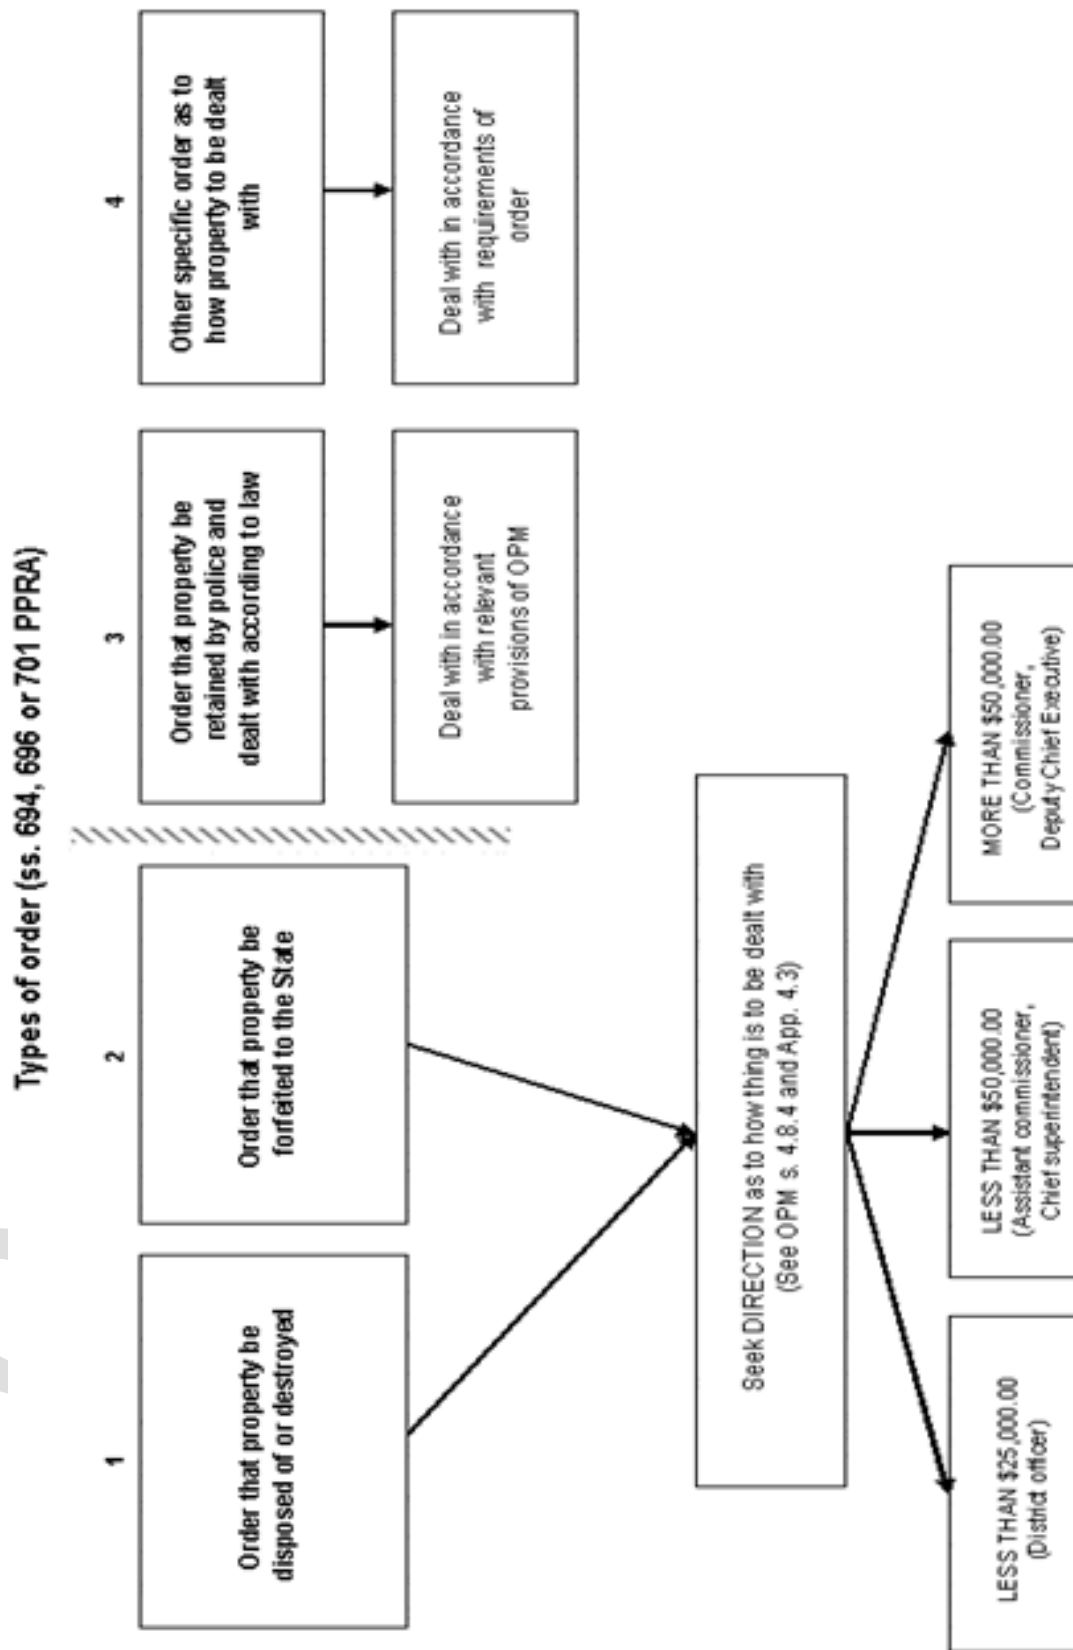 Types of order (ss. 694, 696 or 701 PPRA)
1
Order that property be
disposed of or destroyed
2
Order that property be
forfeited to the State
3
Order that property be
retained by police and
dealt with according to law
4
Other specific order as to
how property to be dealt
with
Deal with in accordance
with relevant
provisions of OPM
Deal with in accordance
with requirements of
order
Seek DIRECTION as to how thing is to be dealt with
(See OPM s. 4.8.4 and App. 4.3)
LESS THAN $25,000.00
(District officer)
LESS THAN $50,000.00
(Assistant commissioner,
Chief superintendent)
MORE THAN $50,000.00
(Commissioner,
Deputy Chief Executive)